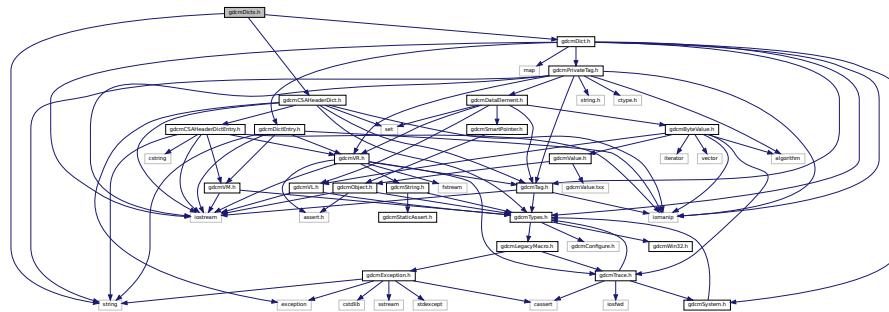 gdcmDicts.h
gdcmDict.h
map
gdcmPrivateTag.h
gdcmCSAHeaderDict.h
gdcmDataElement.h
string.h
ctype.h
gdcmCSAHeaderDictEntry.h
gdcmDictEntry.h
set
gdcmSmartPointer.h
gdcmByteValue.h
cstring
gdcmVR.h
gdcmValue.h
iterator
vector
algorithm
gdcmVM.h
gdcmVL.h
gdcmObject.h
gdcmString.h
fstream
gdcmTag.h
gdcmValue.txx
iostream
assert.h
gdcmStaticAssert.h
gdcmTypes.h
iomanip
gdcmLegacyMacro.h
gdcmConfigure.h
gdcmWin32.h
gdcmException.h
gdcmTrace.h
string
exception
cstdlib
sstream
stdexcept
cassert
iosfwd
gdcmSystem.h